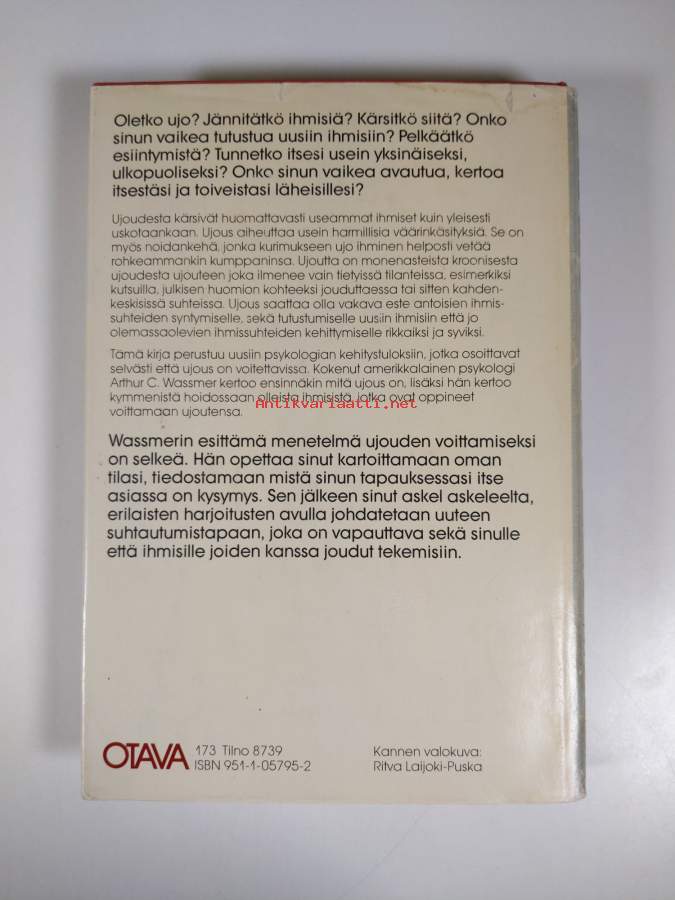 Oletko ujo? Jännitätkö ihmisiä? Kärsitkö siitä? Onko
sinun vaikea tutustua uusiin ihmisiin? Pelkäätkö
esiintymistä? Tunnetko itsesi usein yksinäiseksi,
ulkopuoliseksi? Onko sinun vaikea avautua, kertoa
itsestäsi ja toiveistasi läheisillesi?
Ujoudesta kärsivät huomattavasti useammat ihmiset kuin yleisesti
uskotaankaan. Ujous aiheuttaa usein harmillisia väärinkäsityksiä. Se on
myös noidankehä, jonka kurimukseen ujo ihminen helposti vetää
rohkeammankin kumppaninsa. Ujoutta on monenasteista kroonisesta
ujoudesta ujouteen joka ilmenee vain tietyissä tilanteissa, esimerkiksi
kutsuilla, julkisen huomion kohteeksi jouduttaessa tai sitten kahden-
keskisissä suhteissa. Ujous saattaa olla vakava este antoisien ihmis-
suhteiden syntymiselle, sekä tutustumiselle uusiin ihmisiin että jo
olemassaolevien ihmissuhteiden kehittymiselle rikkaiksi ja syviksi.
Tämä kirja perustuu uusiin psykologian kehitystuloksiin, jotka osoittavat
selvästi että ujous on voitettavissa. Kokenut amerikkalainen psykologi
Arthur C. Wassmer kertoo ensinnäkin mitä ujous on, lisäksi hän kertoo
kymmenistä hoidossaan olleista ihmisistä, jotka ovat oppineet
voittamaan ujoutensa.
Antikvariaatti.net
Wassmerin esittämä menetelmä ujouden voittamiseksi
on selkeä. Hän opettaa sinut kartoittamaan oman
tilasi, tiedostamaan mistä sinun tapauksessasi itse
asiassa on kysymys. Sen jälkeen sinut askel askeleelta,
erilaisten harjoitusten avulla johdatetaan uuteen
suhtautumistapaan, joka on vapauttava sekä sinulle
että ihmisille joiden kanssa joudut tekemisiin.
OTAVA
173 Tilno 8739
ISBN 951-1-05795-2
Kannen valokuva:
Ritva Laijoki-Puska